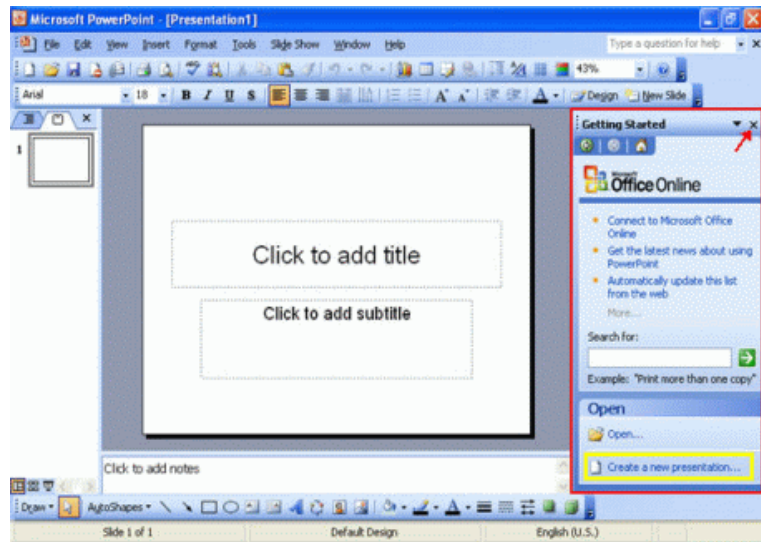 Microsoft PowerPoint - [Presentation1]
File Edit View Insert Format Tools Slide Show Window Help Type a question for help
43%
Arial 18 B I U S A A A Design New Slide
Getting Started
1
Microsoft
Office Online
Connect to Microsoft Office
Online
Get the latest news about using
PowerPoint
Automatically update this list
from the web
More...
Search for:
Example: "Print more than one copy"
Open
Open...
Create a new presentation...
Click to add title
Click to add subtitle
Click to add notes
Draw AutoShapes A
Slide 1 of 1 Default Design English (U.S.)